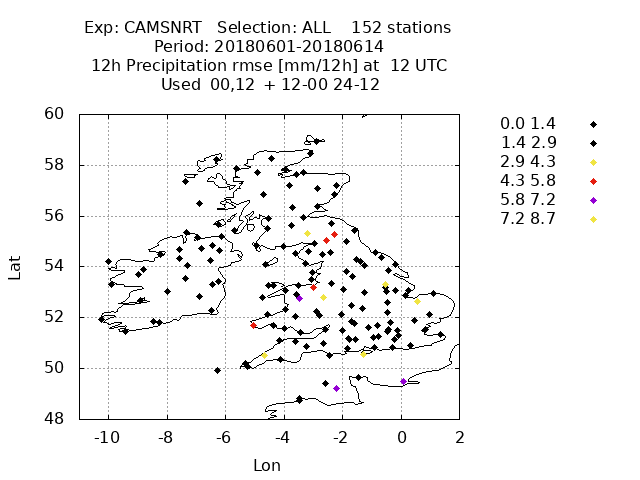 Exp: CAMSNRT   Selection: ALL    152 stations
Period: 20180601-20180614
12h Precipitation rmse [mm/12h] at  12 UTC
Used  00,12  + 12-00 24-12
60
58
56
54
52
50
48
Lat
-10 -8 -6 -4 -2 0 2
Lon
0.0 1.4
1.4 2.9
2.9 4.3
4.3 5.8
5.8 7.2
7.2 8.7